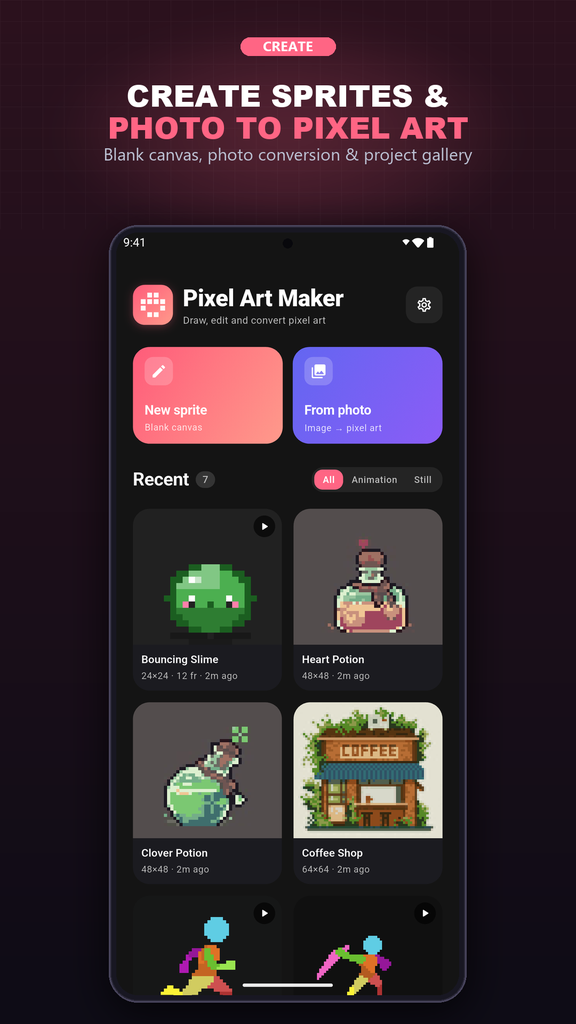 CREATE
CREATE SPRITES &
PHOTO TO PIXEL ART
Blank canvas, photo conversion & project gallery
9:41
Pixel Art Maker
Draw, edit and convert pixel art
New sprite
Blank canvas
From photo
Image → pixel art
Recent 7
All Animation Still
Bouncing Slime
24×24 · 12 fr · 2m ago
Heart Potion
48×48 · 2m ago
COFFEE
Clover Potion
48×48 · 2m ago
Coffee Shop
64×64 · 2m ago